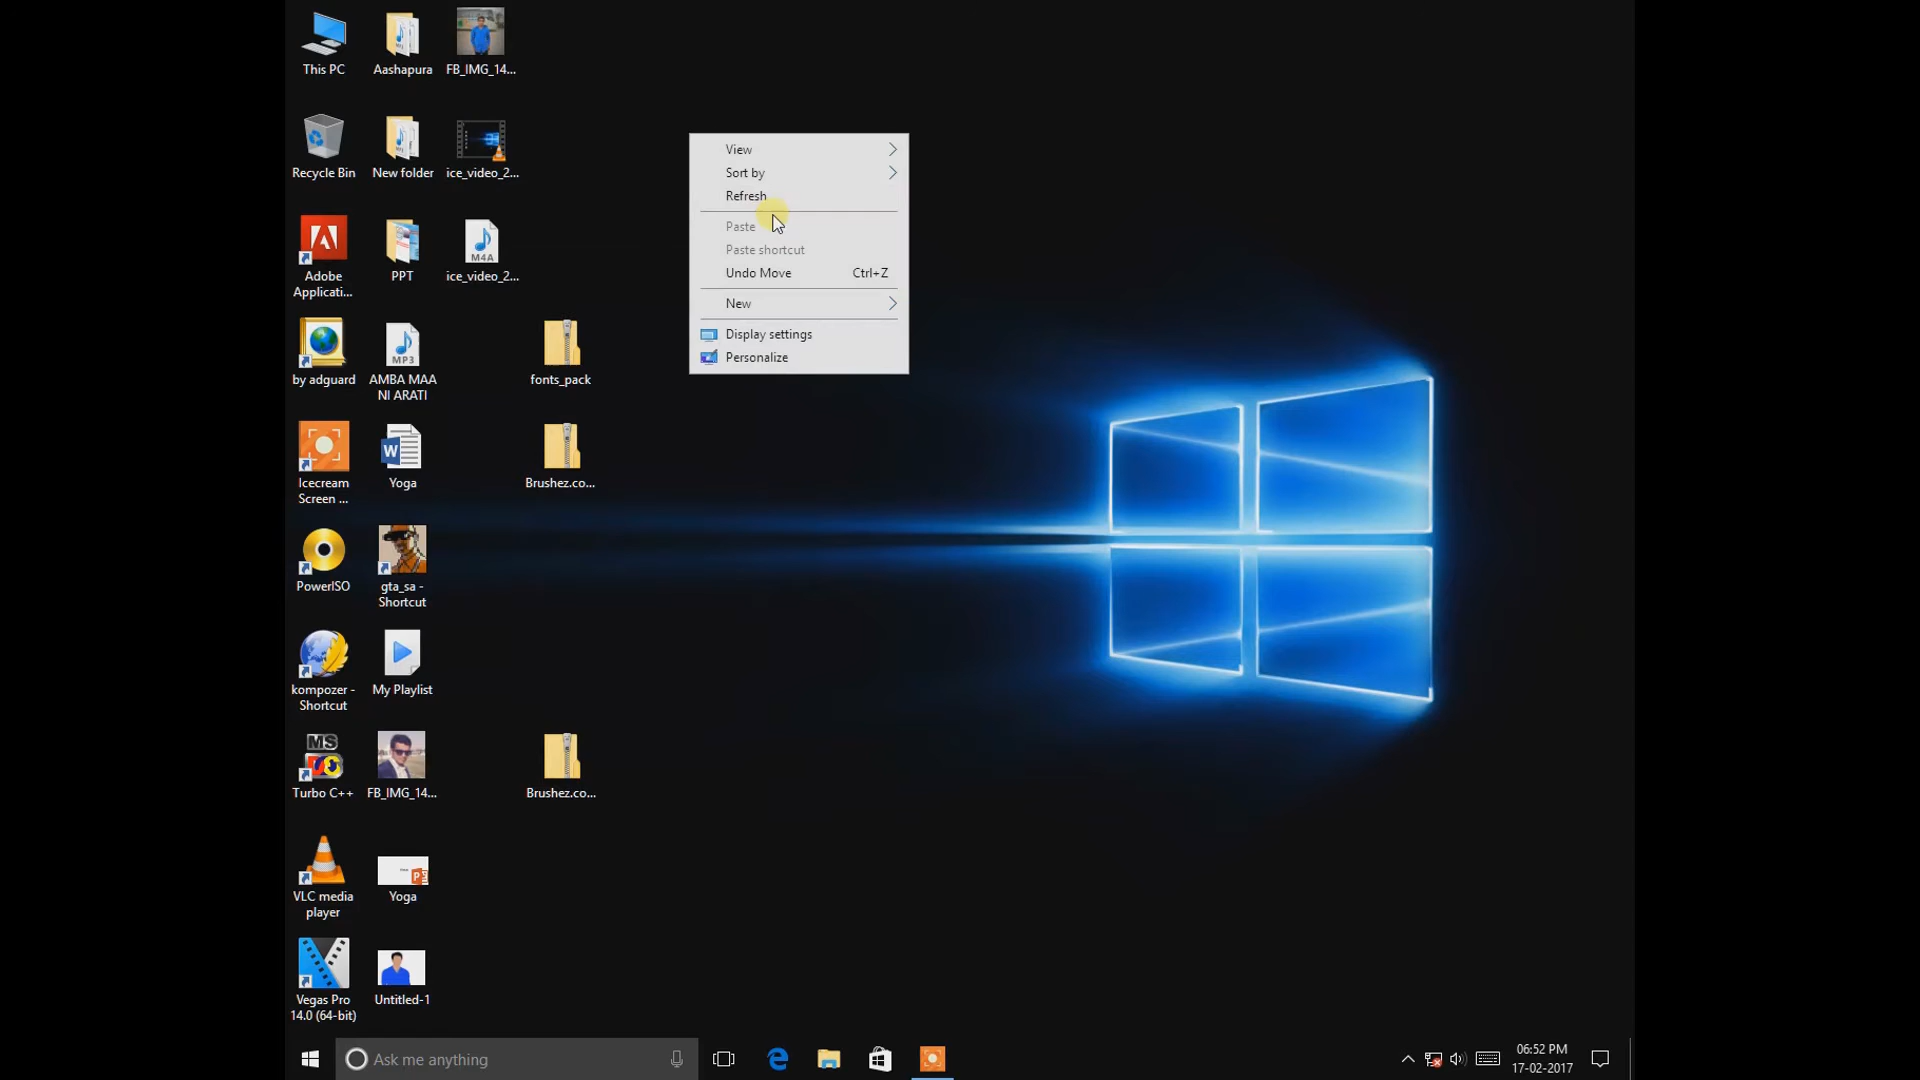 This PC
Aashapura
FB_IMG_14...
Recycle Bin
New folder
ice_video_2...
Adobe
Applicati...
PPT
M4A
ice_video_2...
by adguard
MP3
AMBA MAA
NI ARATI
fonts_pack
Icecream
Screen ...
W
Yoga
Brushez.co...
PowerISO
gta_sa -
Shortcut
kompozer -
Shortcut
My Playlist
MS
Turbo C++
FB_IMG_14...
Brushez.co...
VLC media
player
Yoga
Vegas Pro
14.0 (64-bit)
Untitled-1
View
Sort by
Refresh
Paste
Paste shortcut
Undo Move Ctrl+Z
New
Display settings
Personalize
Ask me anything
06:52 PM
17-02-2017